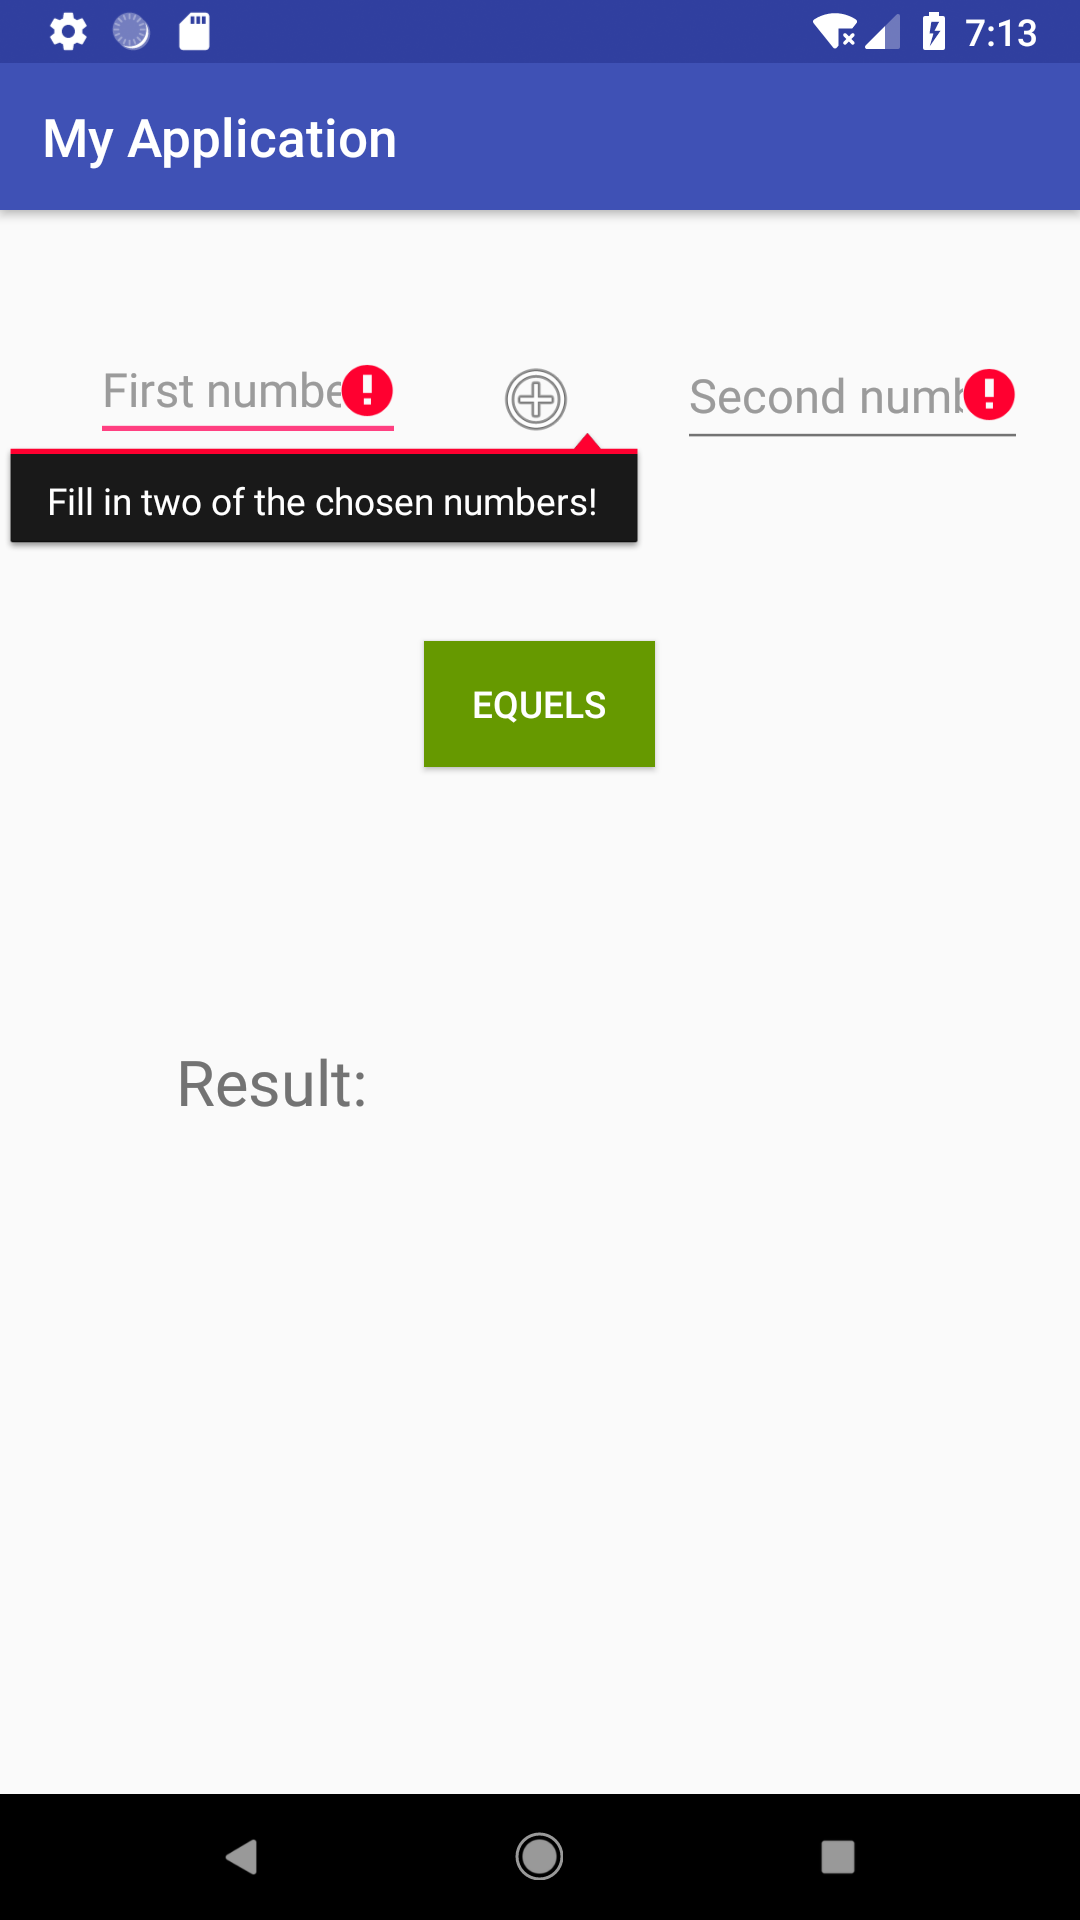 7:13
My Application
First numbe
Second numb
Fill in two of the chosen numbers!
EQUELS
Result: